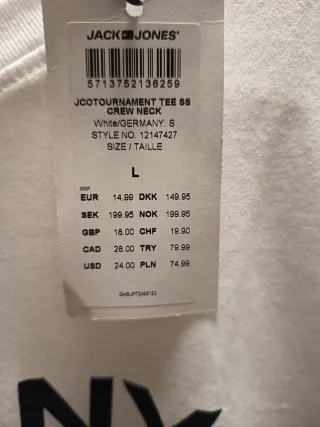 JACK JONES®
5713752136259
JCOTOURNAMENT TEE SS
CREW NECK
White/GERMANY. S
STYLE NO. 12147427
SIZE / TAILLE
L
RRP
EUR 14.99 DKK 149.95
SEK 199.95 NOK 199.95
GBP 18.00 CHF 19.90
CAD 28.00 TRY 79.99
USD 24.00 PLN 74.99
NY